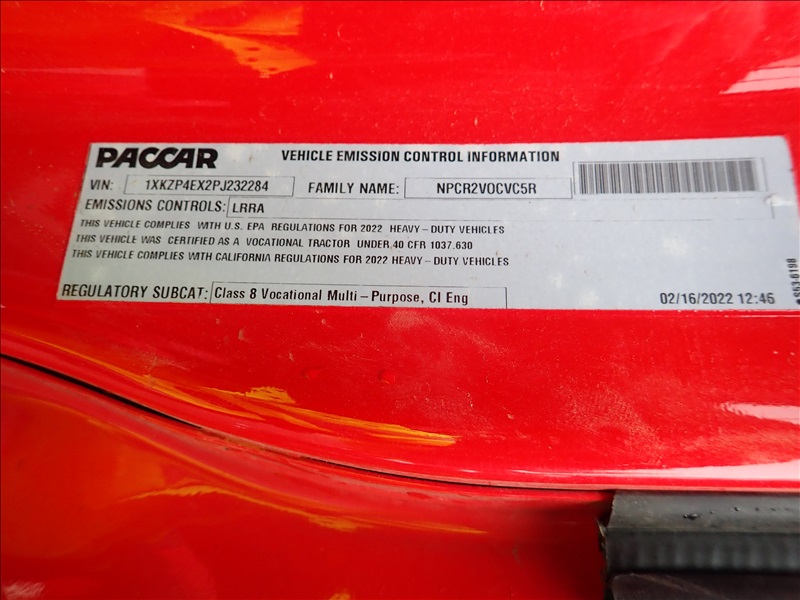 PACCAR VEHICLE EMISSION CONTROL INFORMATION
VIN: 1XKZP4EX2PJ232284 FAMILY NAME: NPCR2VOCVC5R
EMISSIONS CONTROLS: LRRA
THIS VEHICLE COMPLIES WITH U.S. EPA REGULATIONS FOR 2022 HEAVY-DUTY VEHICLES
THIS VEHICLE WAS CERTIFIED AS A VOCATIONAL TRACTOR UNDER 40 CFR 1037.630
THIS VEHICLE COMPLIES WITH CALIFORNIA REGULATIONS FOR 2022 HEAVY-DUTY VEHICLES
REGULATORY SUBCAT: Class 8 Vocational Multi-Purpose, CI Eng
02/16/2022 12:46